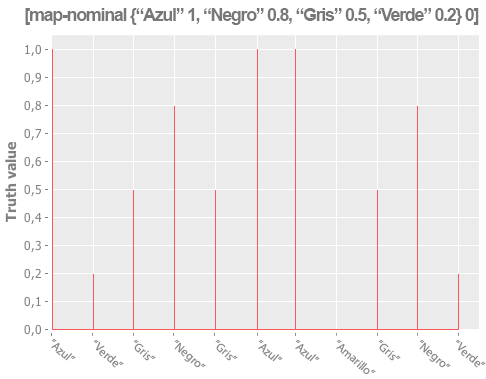 [map-nominal {“Azul” 1, “Negro” 0.8, “Gris” 0.5, “Verde” 0.2} 0]
Truth value
1,0
0,9
0,8
0,7
0,6
0,5
0,4
0,3
0,2
0,1
0,0
“Azul”
“Verde”
“Gris”
“Negro”
“Gris”
“Azul”
“Azul”
“Amarillo”
“Gris”
“Negro”
“Verde”